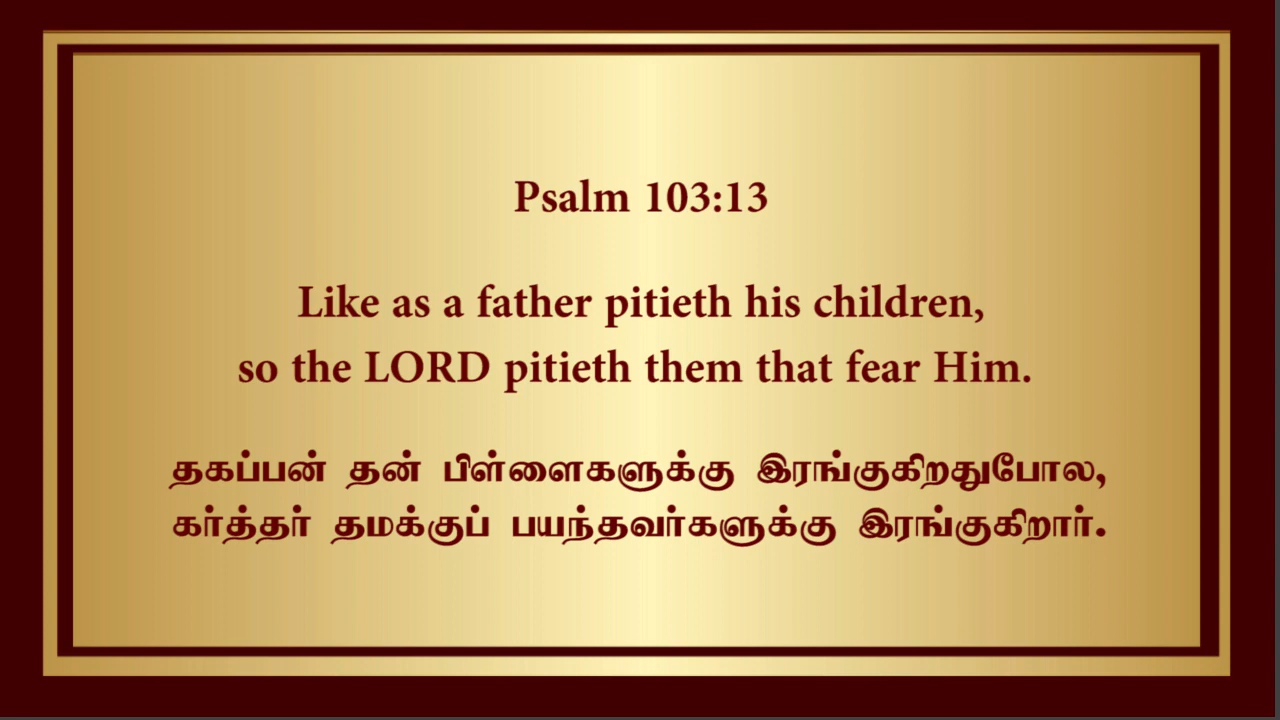 Psalm 103:13
Like as a father pitieth his children,
so the LORD pitieth them that fear Him.
தகப்பன் தன் பிள்ளைகளுக்கு இரங்குகிறதுபோல,
கர்த்தர் தமக்குப் பயந்தவர்களுக்கு இரங்குகிறார்.